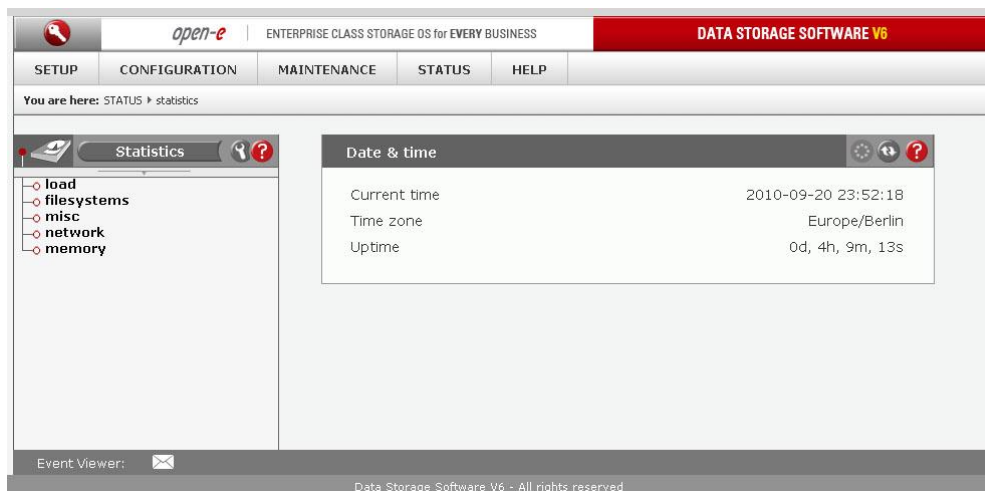 open-e ENTERPRISE CLASS STORAGE OS for EVERY BUSINESS DATA STORAGE SOFTWARE V6
SETUP CONFIGURATION MAINTENANCE STATUS HELP
You are here: STATUS statistics
Statistics ?
load
filesystems
misc
network
memory
Date & time ?
Current time 2010-09-20 23:52:18
Time zone Europe/Berlin
Uptime 0d, 4h, 9m, 13s
Event Viewer:
Data Storage Software V6 - All rights reserved